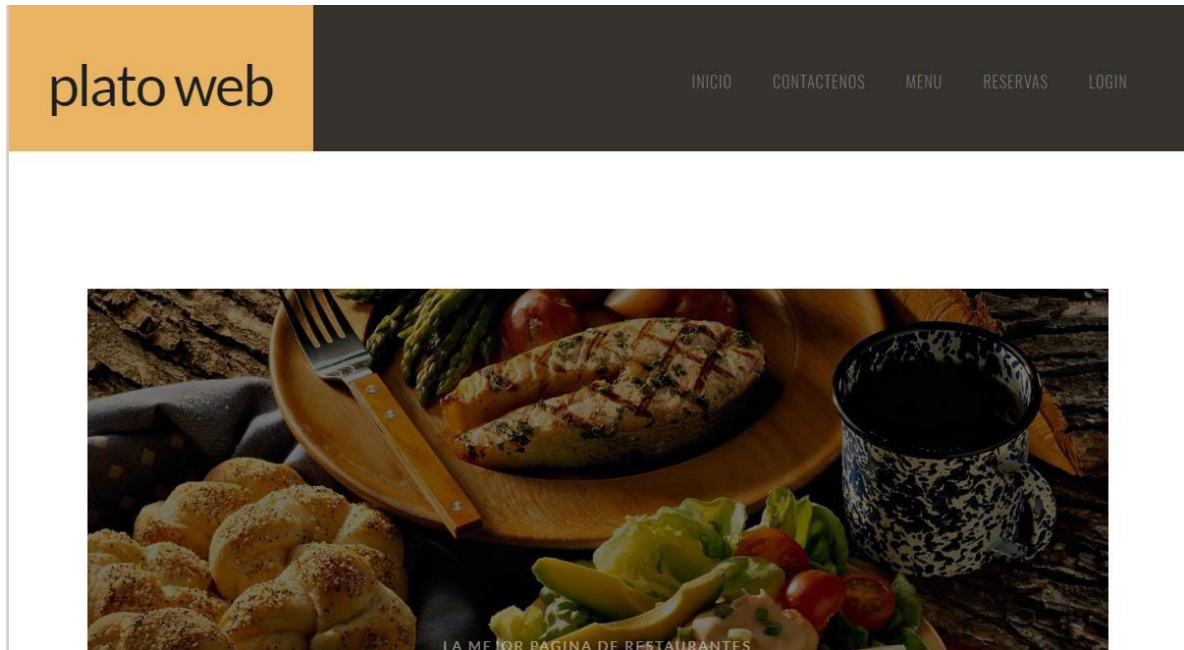 plato web
INICIO CONTACTENOS MENU RESERVAS LOGIN
LA MEJOR PAGINA DE RESTAURANTES